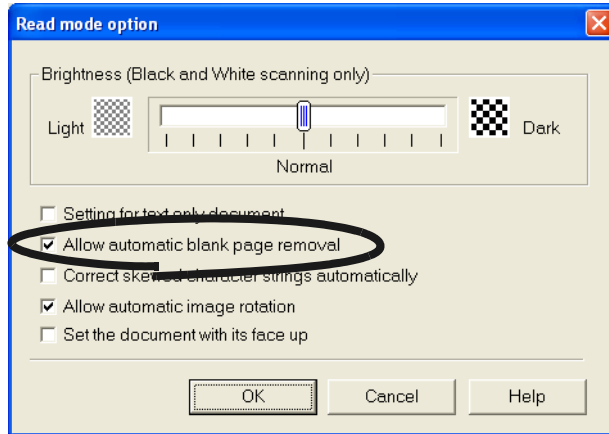 Read mode option
Brightness (Black and White scanning only)
Light
Dark
Normal
Setting for text only document
Allow automatic blank page removal
Correct skewed character strings automatically
Allow automatic image rotation
Set the document with its face up
OK Cancel Help